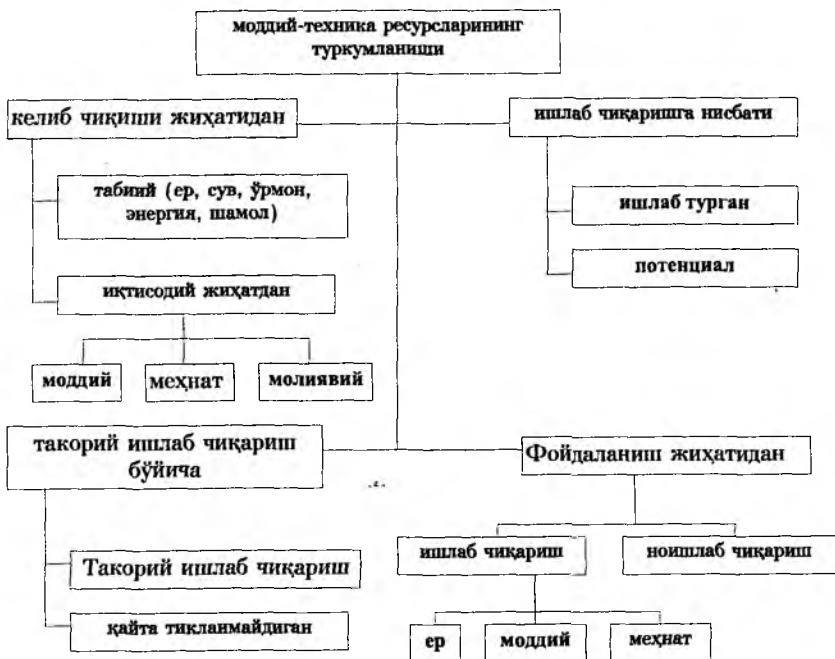 моддий-техника ресурсларининг
туркумланиши
келиб чиқиши жиҳатидан
ишлаб чиқаришга нисбати
табиий (ер, сув, ўрмон,
энергия, шамол)
ишлаб турган
потенциал
иқтисодий жиҳатдан
моддий
меҳнат
молиявий
такорий ишлаб чиқариш
бўйича
Фойдаланиш жиҳатидан
Такорий ишлаб чиқариш
қайта тикланмайдиган
ишлаб чиқариш
ноишлаб чиқариш
ер
моддий
меҳнат